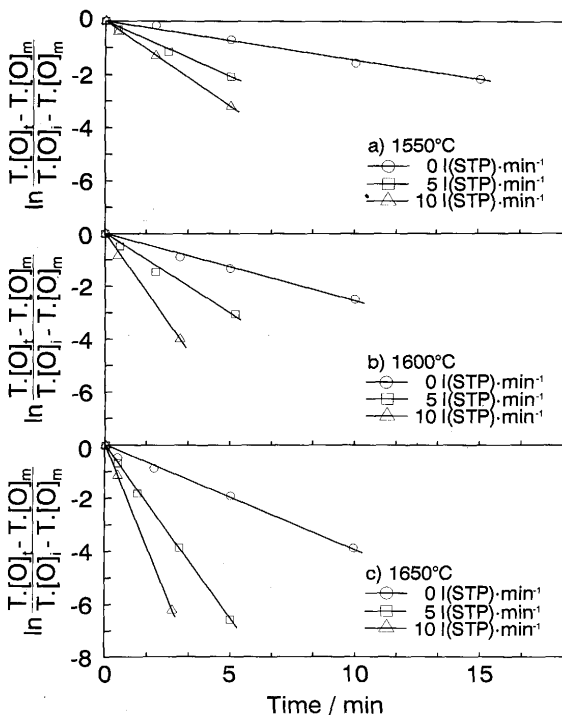 0
-2
-4
-6
ln T.[O]t - T.[O]m / T.[O]i - T.[O]m
a) 1550°C
0 l(STP)·min-1
5 l(STP)·min-1
10 l(STP)·min-1
0
-2
-4
-6
ln T.[O]t - T.[O]m / T.[O]i - T.[O]m
b) 1600°C
0 l(STP)·min-1
5 l(STP)·min-1
10 l(STP)·min-1
0
-2
-4
-6
-8
ln T.[O]t - T.[O]m / T.[O]i - T.[O]m
c) 1650°C
0 l(STP)·min-1
5 l(STP)·min-1
10 l(STP)·min-1
0 5 10 15
Time / min